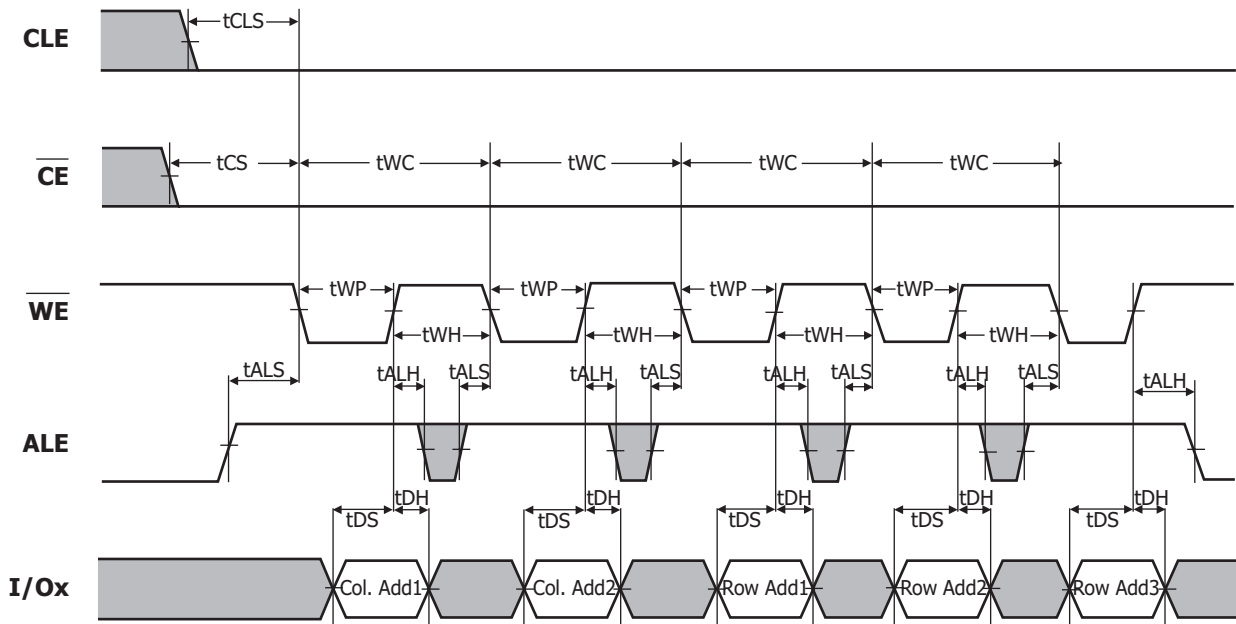 CLE
tCLS
CE
tCS
tWC
tWC
tWC
tWC
WE
tWP
tWP
tWP
tWP
tWH
tWH
tWH
tWH
tALS
tALH
tALS
tALH
tALS
tALH
tALS
tALH
tALS
tALH
ALE
tDS
tDH
tDS
tDH
tDS
tDH
tDS
tDH
tDS
tDH
I/Ox
Col. Add1
Col. Add2
Row Add1
Row Add2
Row Add3